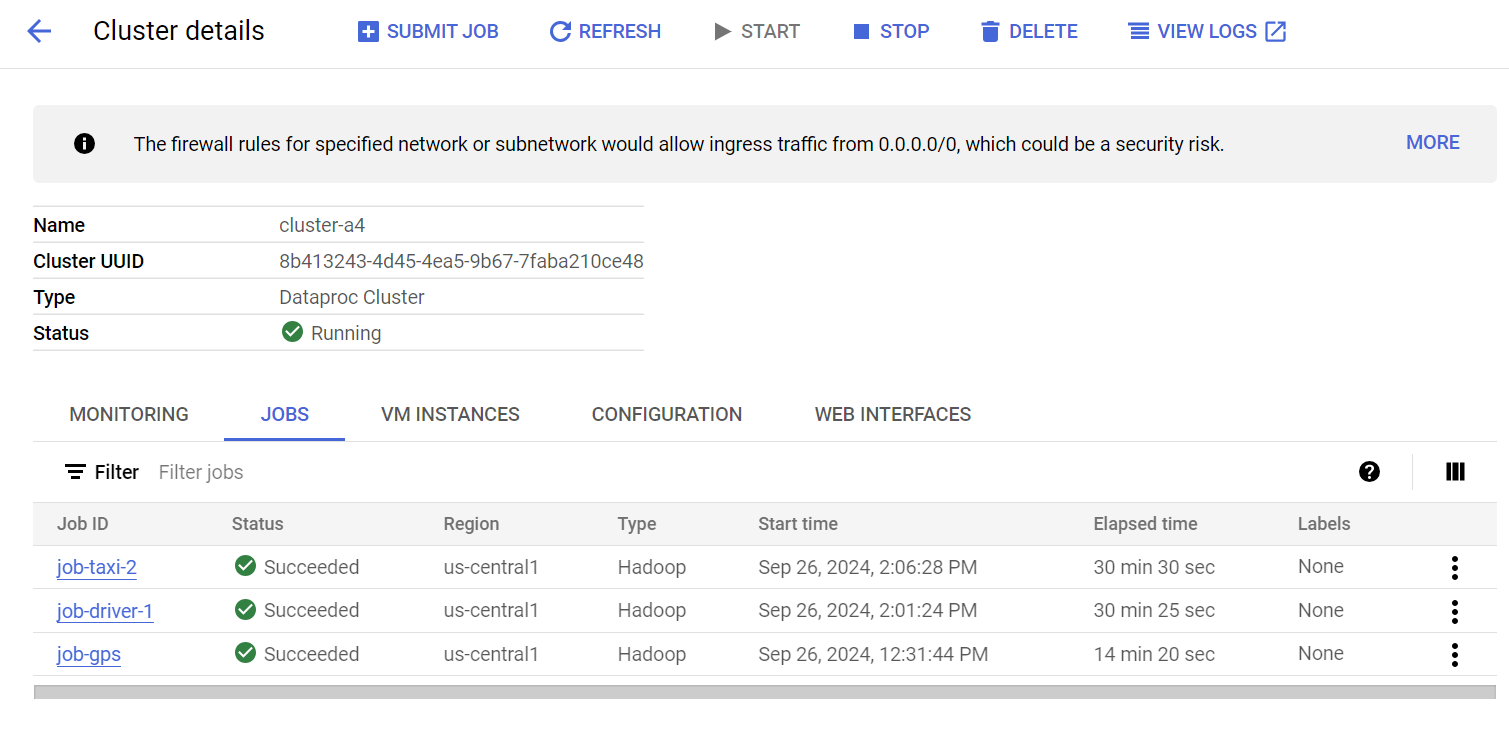 Cluster details SUBMIT JOB REFRESH START STOP DELETE VIEW LOGS
The firewall rules for specified network or subnetwork would allow ingress traffic from 0.0.0.0/0, which could be a security risk. MORE
Name cluster-a4
Cluster UUID 8b413243-4d45-4ea5-9b67-7faba210ce48
Type Dataproc Cluster
Status Running
MONITORING JOBS VM INSTANCES CONFIGURATION WEB INTERFACES
Filter Filter jobs
Job ID Status Region Type Start time Elapsed time Labels
job-taxi-2 Succeeded us-central1 Hadoop Sep 26, 2024, 2:06:28 PM 30 min 30 sec None
job-driver-1 Succeeded us-central1 Hadoop Sep 26, 2024, 2:01:24 PM 30 min 25 sec None
job-gps Succeeded us-central1 Hadoop Sep 26, 2024, 12:31:44 PM 14 min 20 sec None